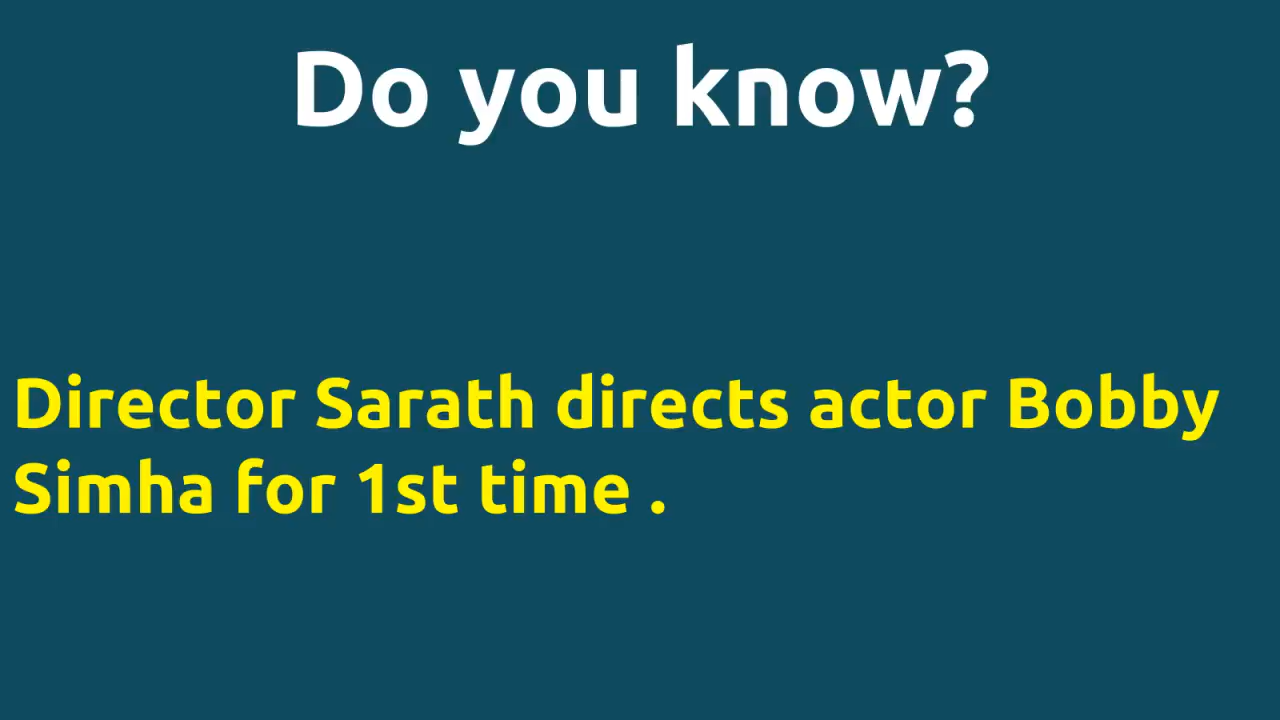 Do you know?
Director Sarath directs actor Bobby
Simha for 1st time .